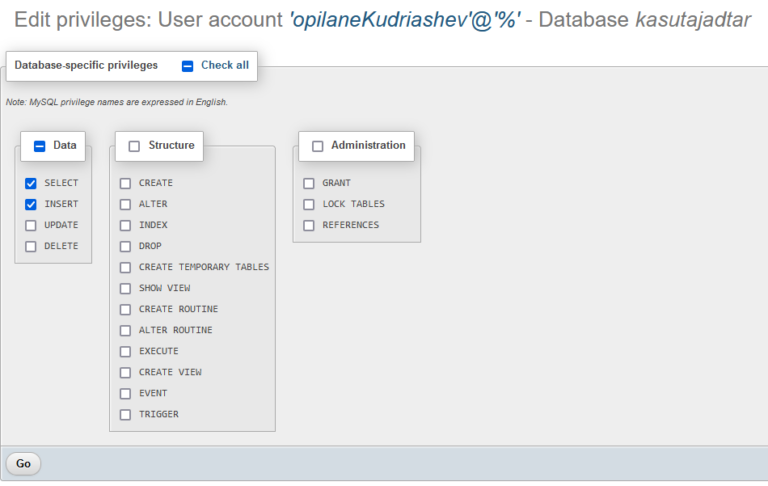 Edit privileges: User account 'opilaneKudriashev'@'%' - Database kasutajadtar
Database-specific privileges Check all
Note: MySQL privilege names are expressed in English.
Data
SELECT
INSERT
UPDATE
DELETE
Structure
CREATE
ALTER
INDEX
DROP
CREATE TEMPORARY TABLES
SHOW VIEW
CREATE ROUTINE
ALTER ROUTINE
EXECUTE
CREATE VIEW
EVENT
TRIGGER
Administration
GRANT
LOCK TABLES
REFERENCES
Go